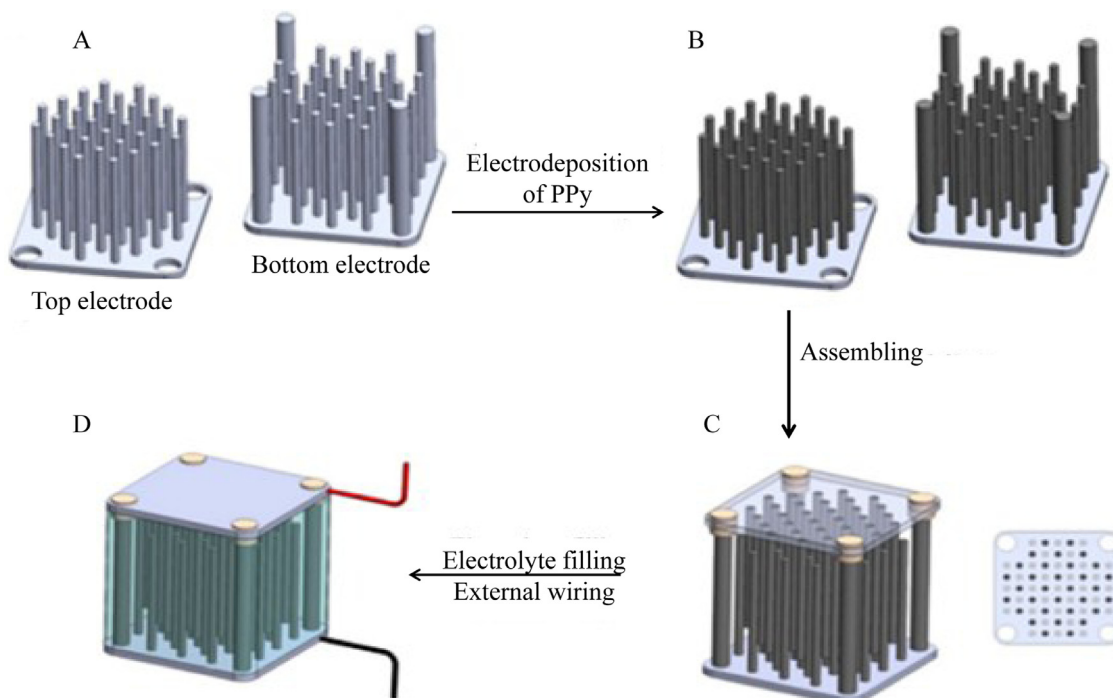 A
B
Electrodeposition
of PPy
Bottom electrode
Top electrode
Assembling
D
C
Electrolyte filling
External wiring